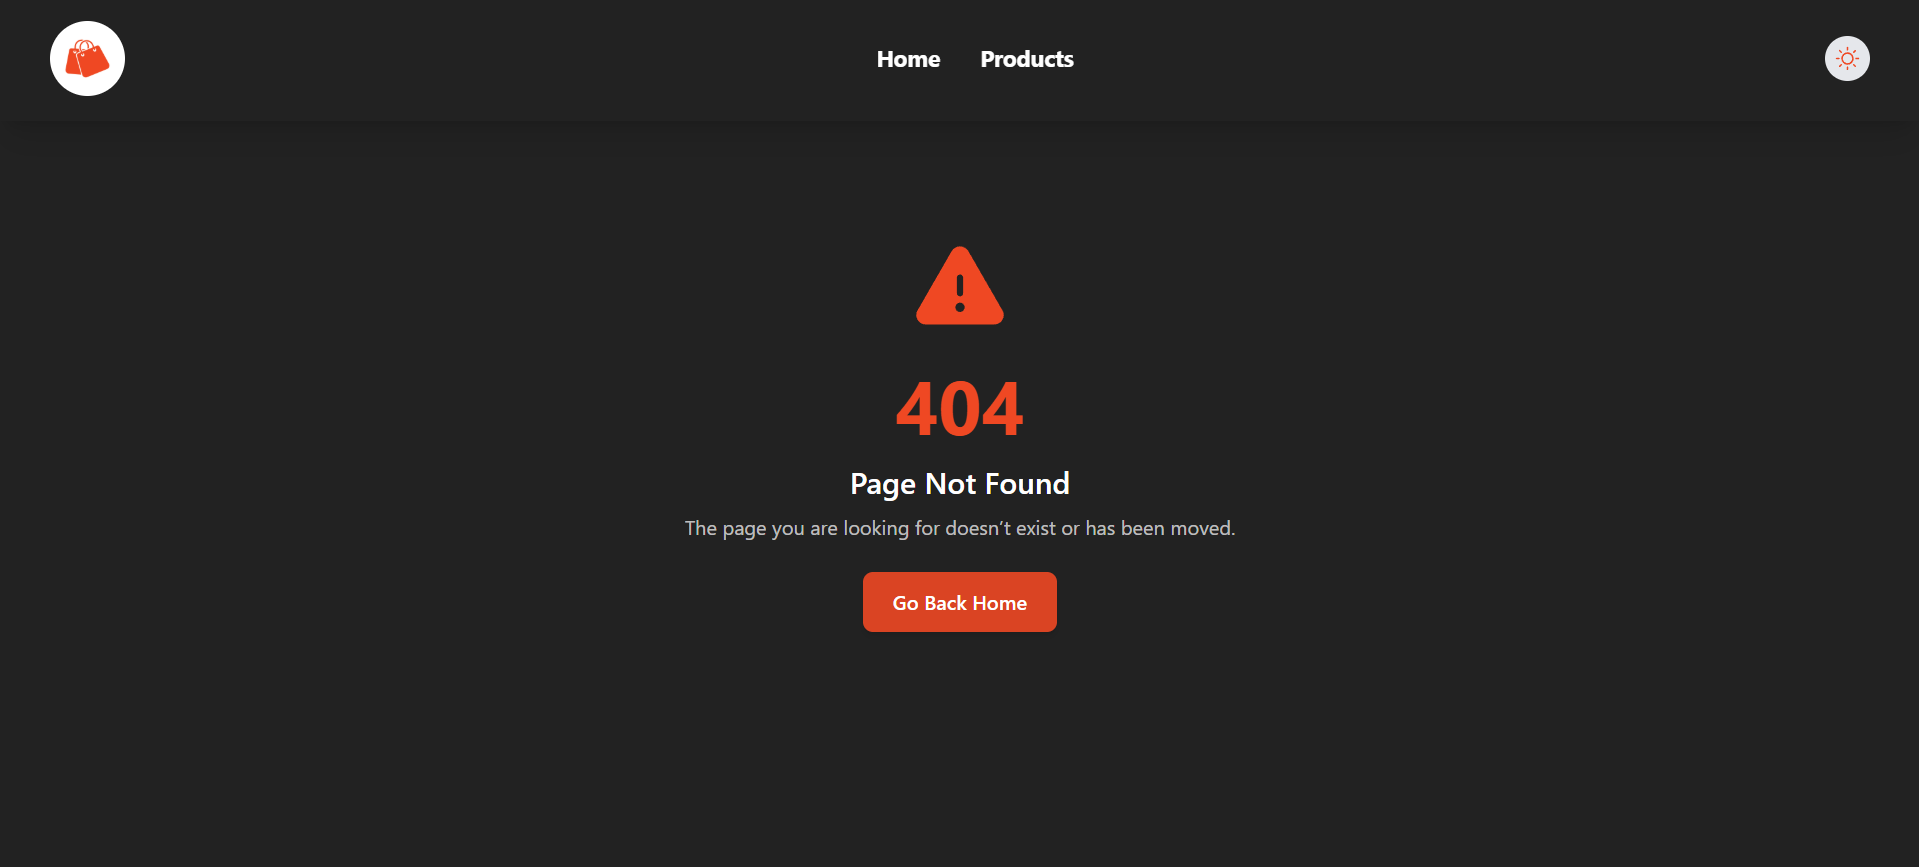 Home Products
404
Page Not Found
The page you are looking for doesn’t exist or has been moved.
Go Back Home